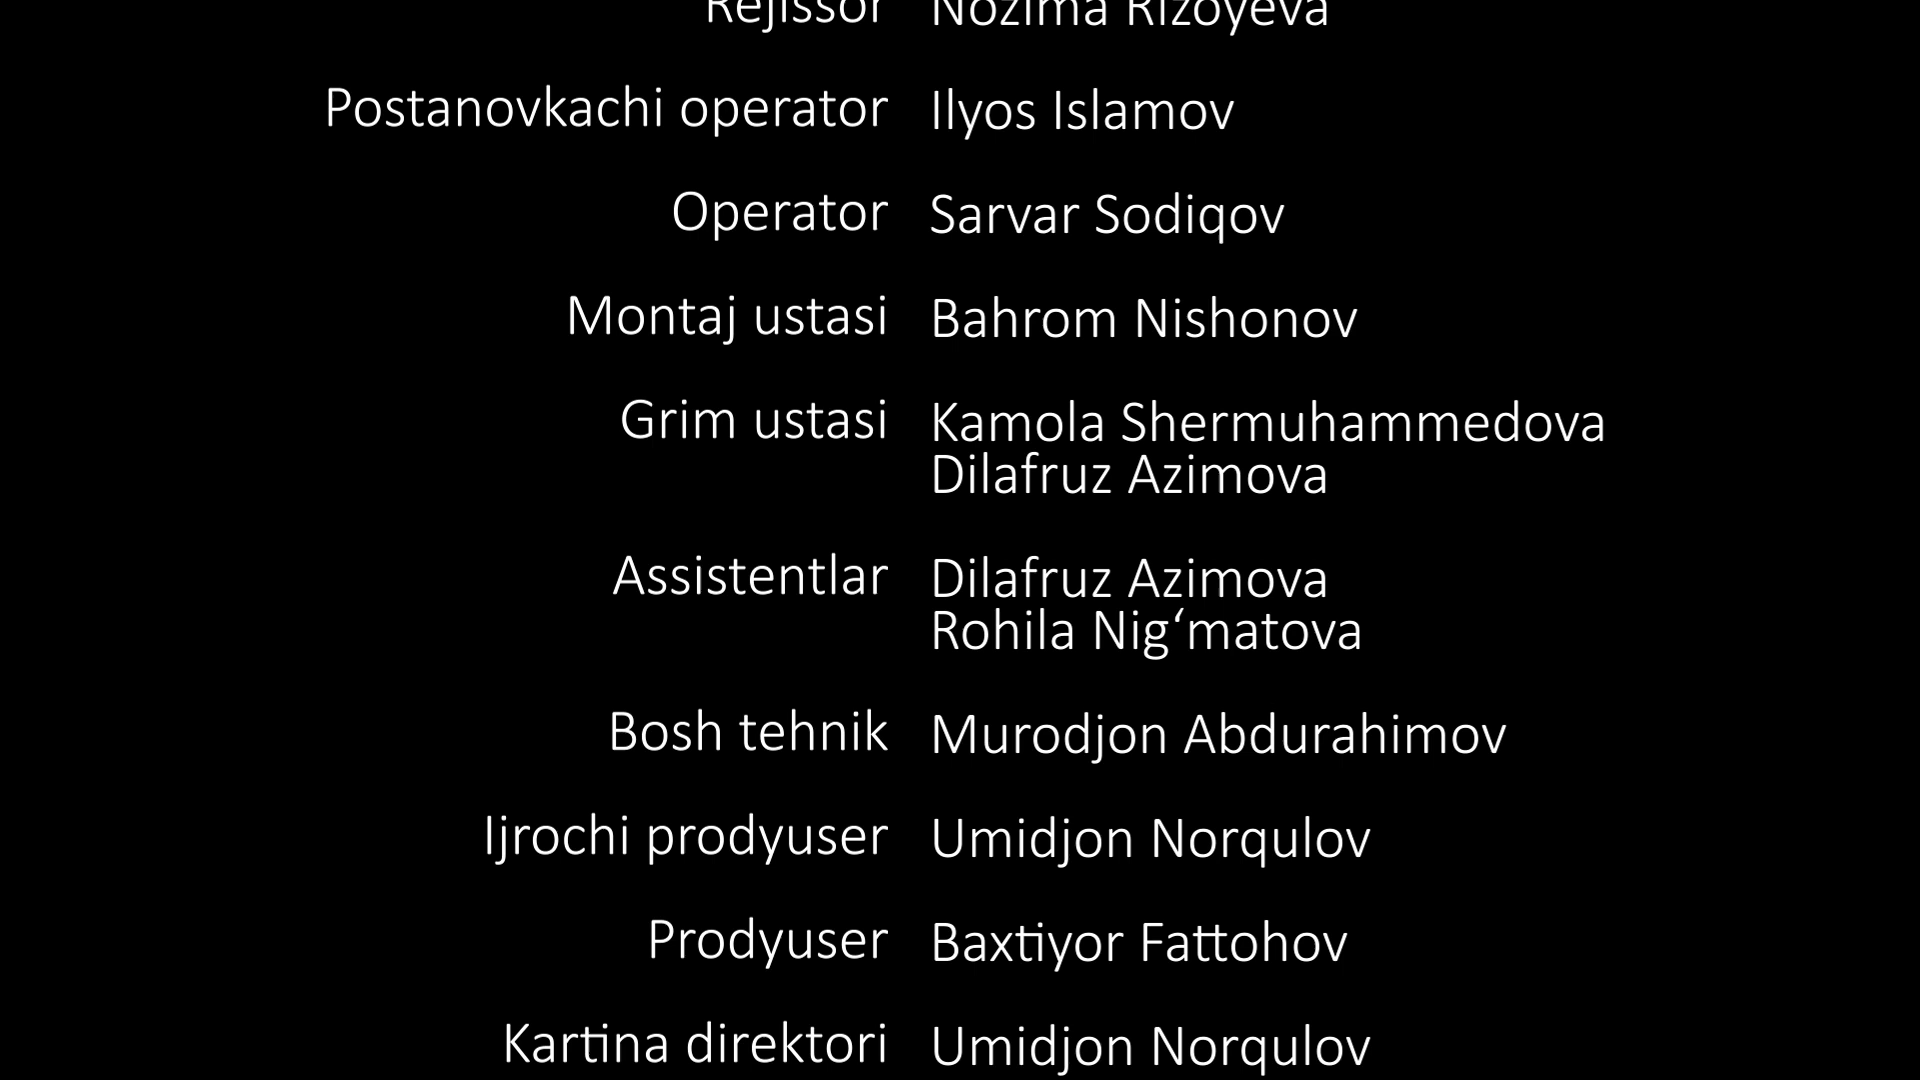 Rejissor Nozima Rizoyeva
Postanovkachi operator Ilyos Islamov
Operator Sarvar Sodiqov
Montaj ustasi Bahrom Nishonov
Grim ustasi Kamola Shermuhammedova
Dilafruz Azimova
Assistentlar Dilafruz Azimova
Rohila Nig‘matova
Bosh tehnik Murodjon Abdurahimov
Ijrochi prodyuser Umidjon Norqulov
Prodyuser Baxtiyor Fattohov
Kartina direktori Umidjon Norqulov